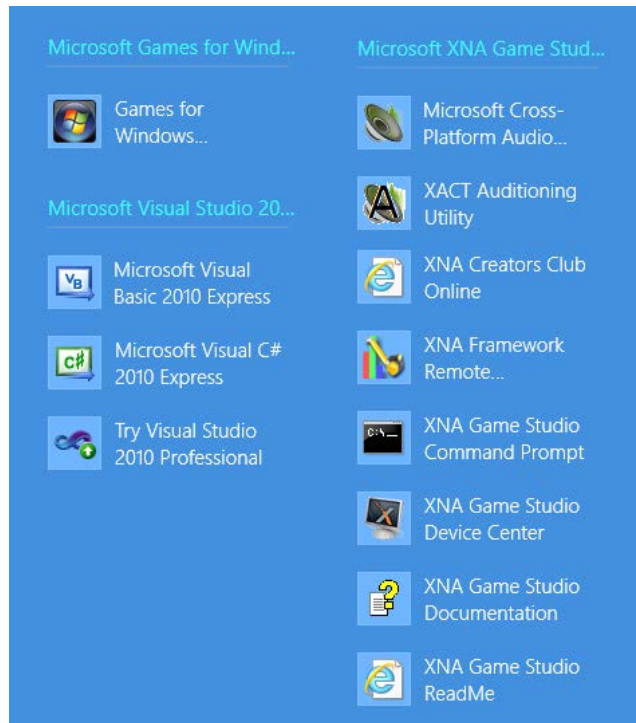 Microsoft Games for Wind...
Games for
Windows...
Microsoft Visual Studio 20...
VB
Microsoft Visual
Basic 2010 Express
C#
Microsoft Visual C#
2010 Express
Try Visual Studio
2010 Professional
Microsoft XNA Game Stud...
Microsoft Cross-
Platform Audio...
A
XACT Auditioning
Utility
XNA Creators Club
Online
XNA Framework
Remote...
C:\_
XNA Game Studio
Command Prompt
XNA Game Studio
Device Center
XNA Game Studio
Documentation
XNA Game Studio
ReadMe